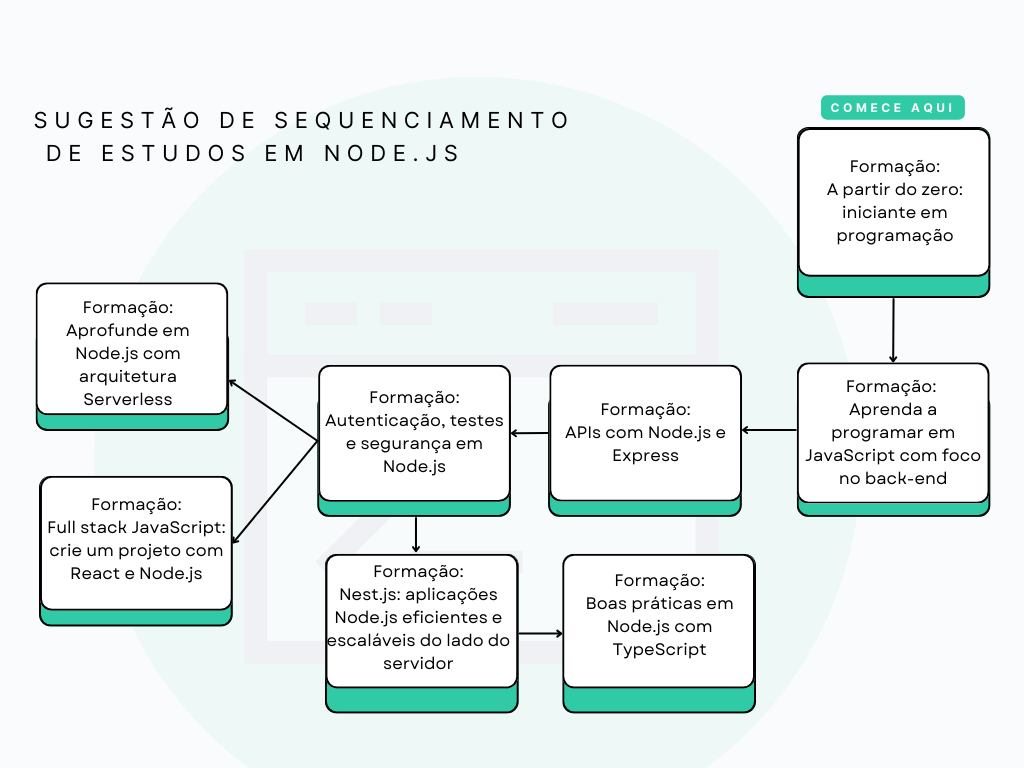 SUGESTÃO DE SEQUENCIAMENTO
DE ESTUDOS EM NODE.JS
COMECE AQUI
Formação:
A partir do zero:
iniciante em
programação
Formação:
Aprenda a
programar em
JavaScript com foco
no back-end
Formação:
APIs com Node.js e
Express
Formação:
Autenticação, testes
e segurança em
Node.js
Formação:
Aprofunde em
Node.js com
arquitetura
Serverless
Formação:
Full stack JavaScript:
crie um projeto com
React e Node.js
Formação:
Nest.js: aplicações
Node.js eficientes e
escaláveis do lado do
servidor
Formação:
Boas práticas em
Node.js com
TypeScript